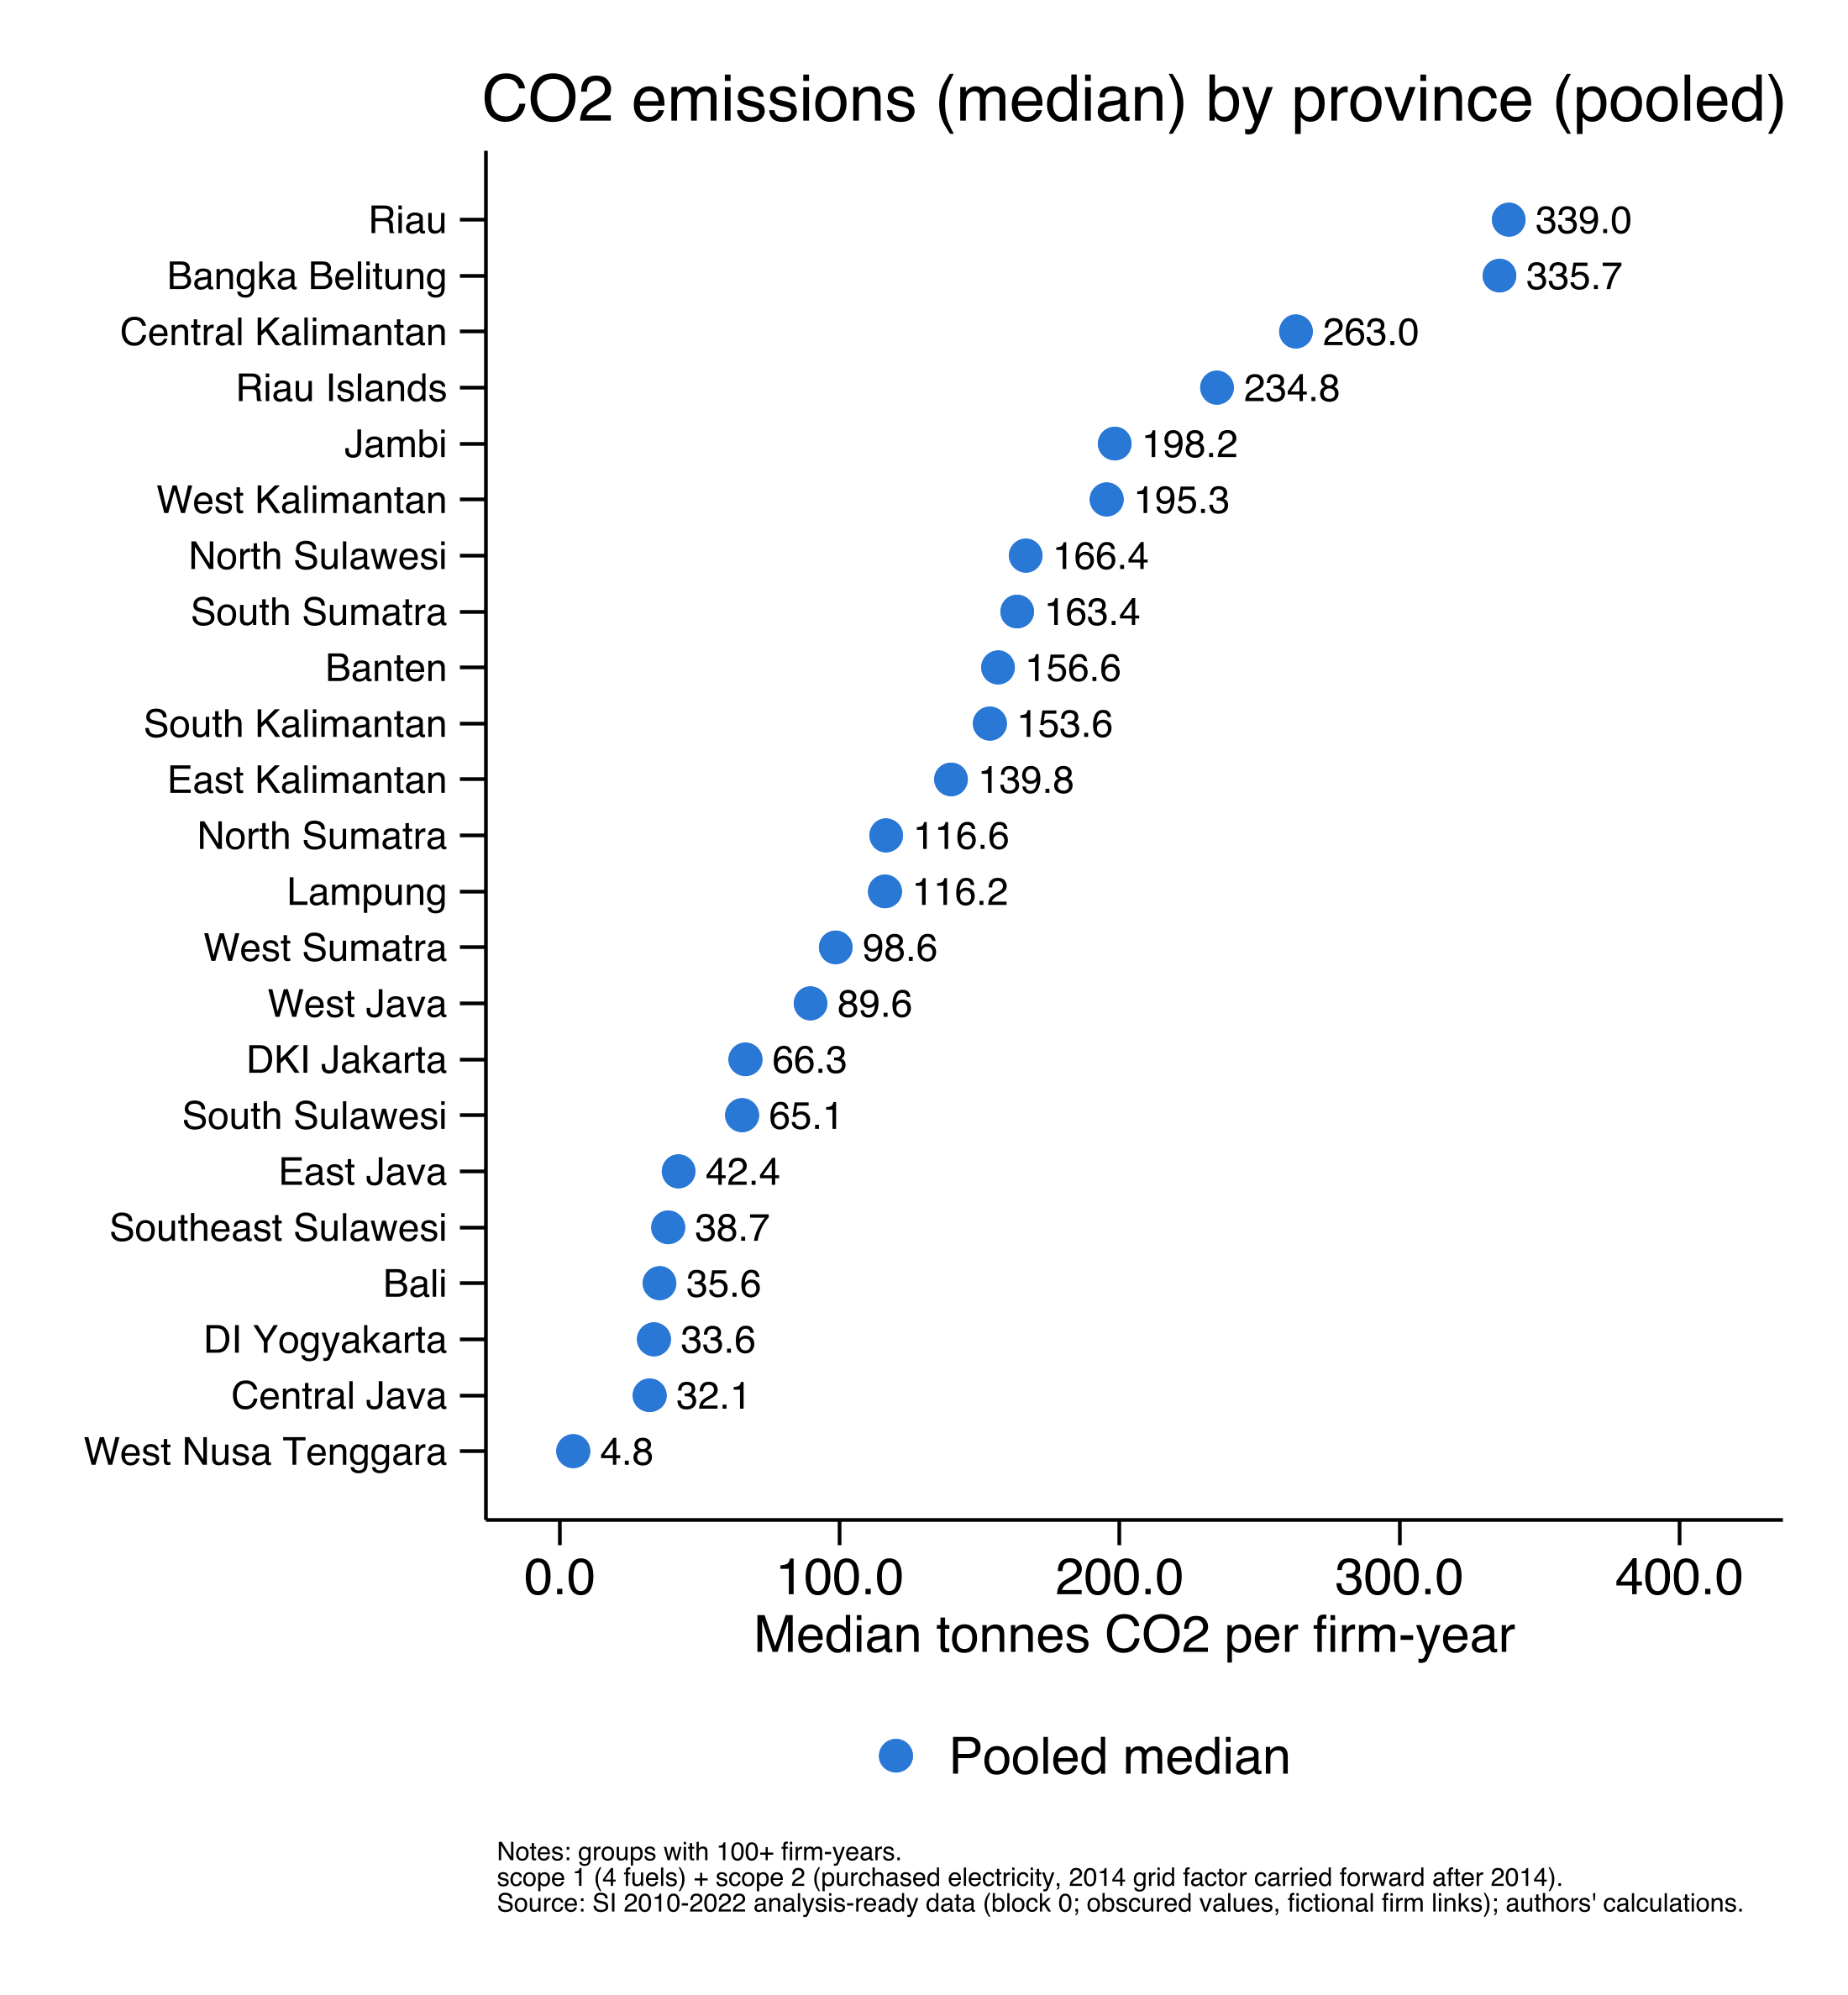 CO2 emissions (median) by province (pooled)
Riau 339.0
Bangka Belitung 335.7
Central Kalimantan 263.0
Riau Islands 234.8
Jambi 198.2
West Kalimantan 195.3
North Sulawesi 166.4
South Sumatra 163.4
Banten 156.6
South Kalimantan 153.6
East Kalimantan 139.8
North Sumatra 116.6
Lampung 116.2
West Sumatra 98.6
West Java 89.6
DKI Jakarta 66.3
South Sulawesi 65.1
East Java 42.4
Southeast Sulawesi 38.7
Bali 35.6
DI Yogyakarta 33.6
Central Java 32.1
West Nusa Tenggara 4.8
0.0 100.0 200.0 300.0 400.0
Median tonnes CO2 per firm-year
Pooled median
Notes: groups with 100+ firm-years.
scope 1 (4 fuels) + scope 2 (purchased electricity, 2014 grid factor carried forward after 2014).
Source: SI 2010-2022 analysis-ready data (block 0; obscured values, fictional firm links); authors' calculations.